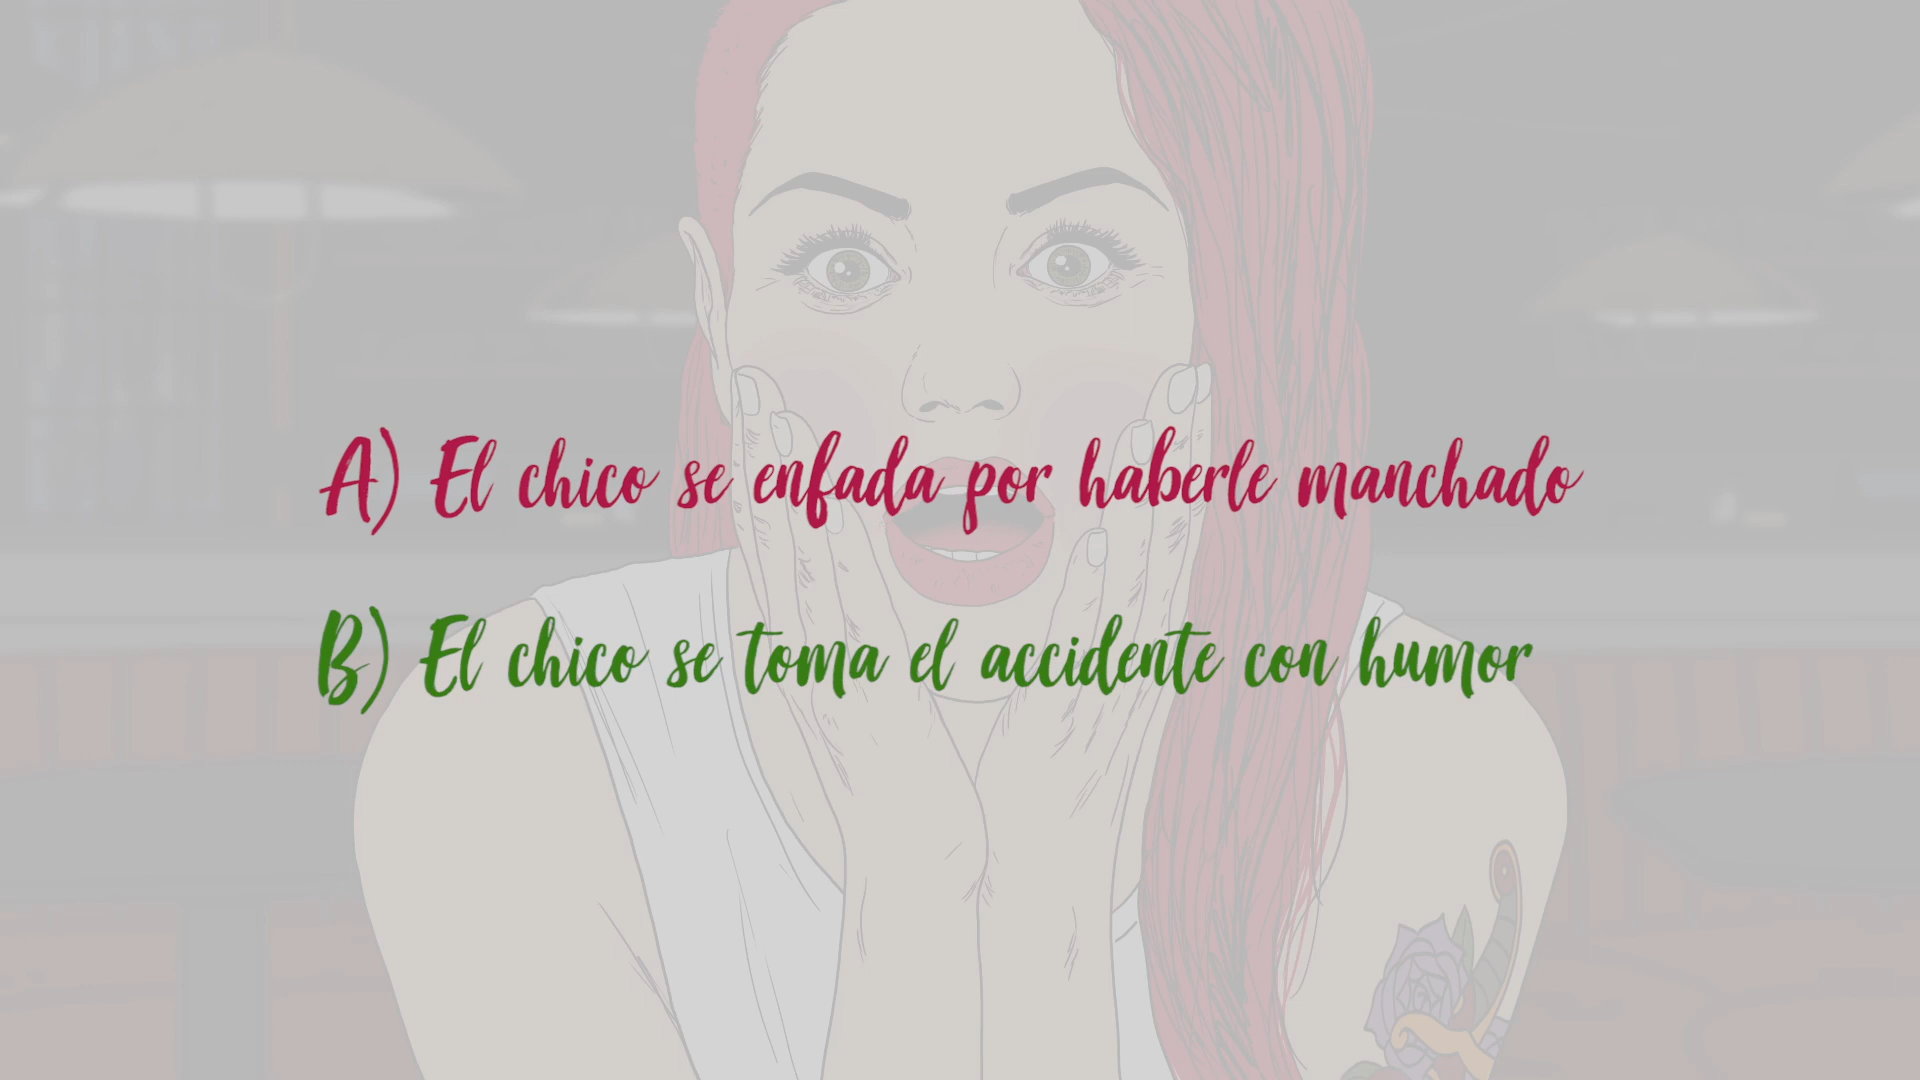 A) El chico se enfada por haberle manchado
B) El chico se toma el accidente con humor